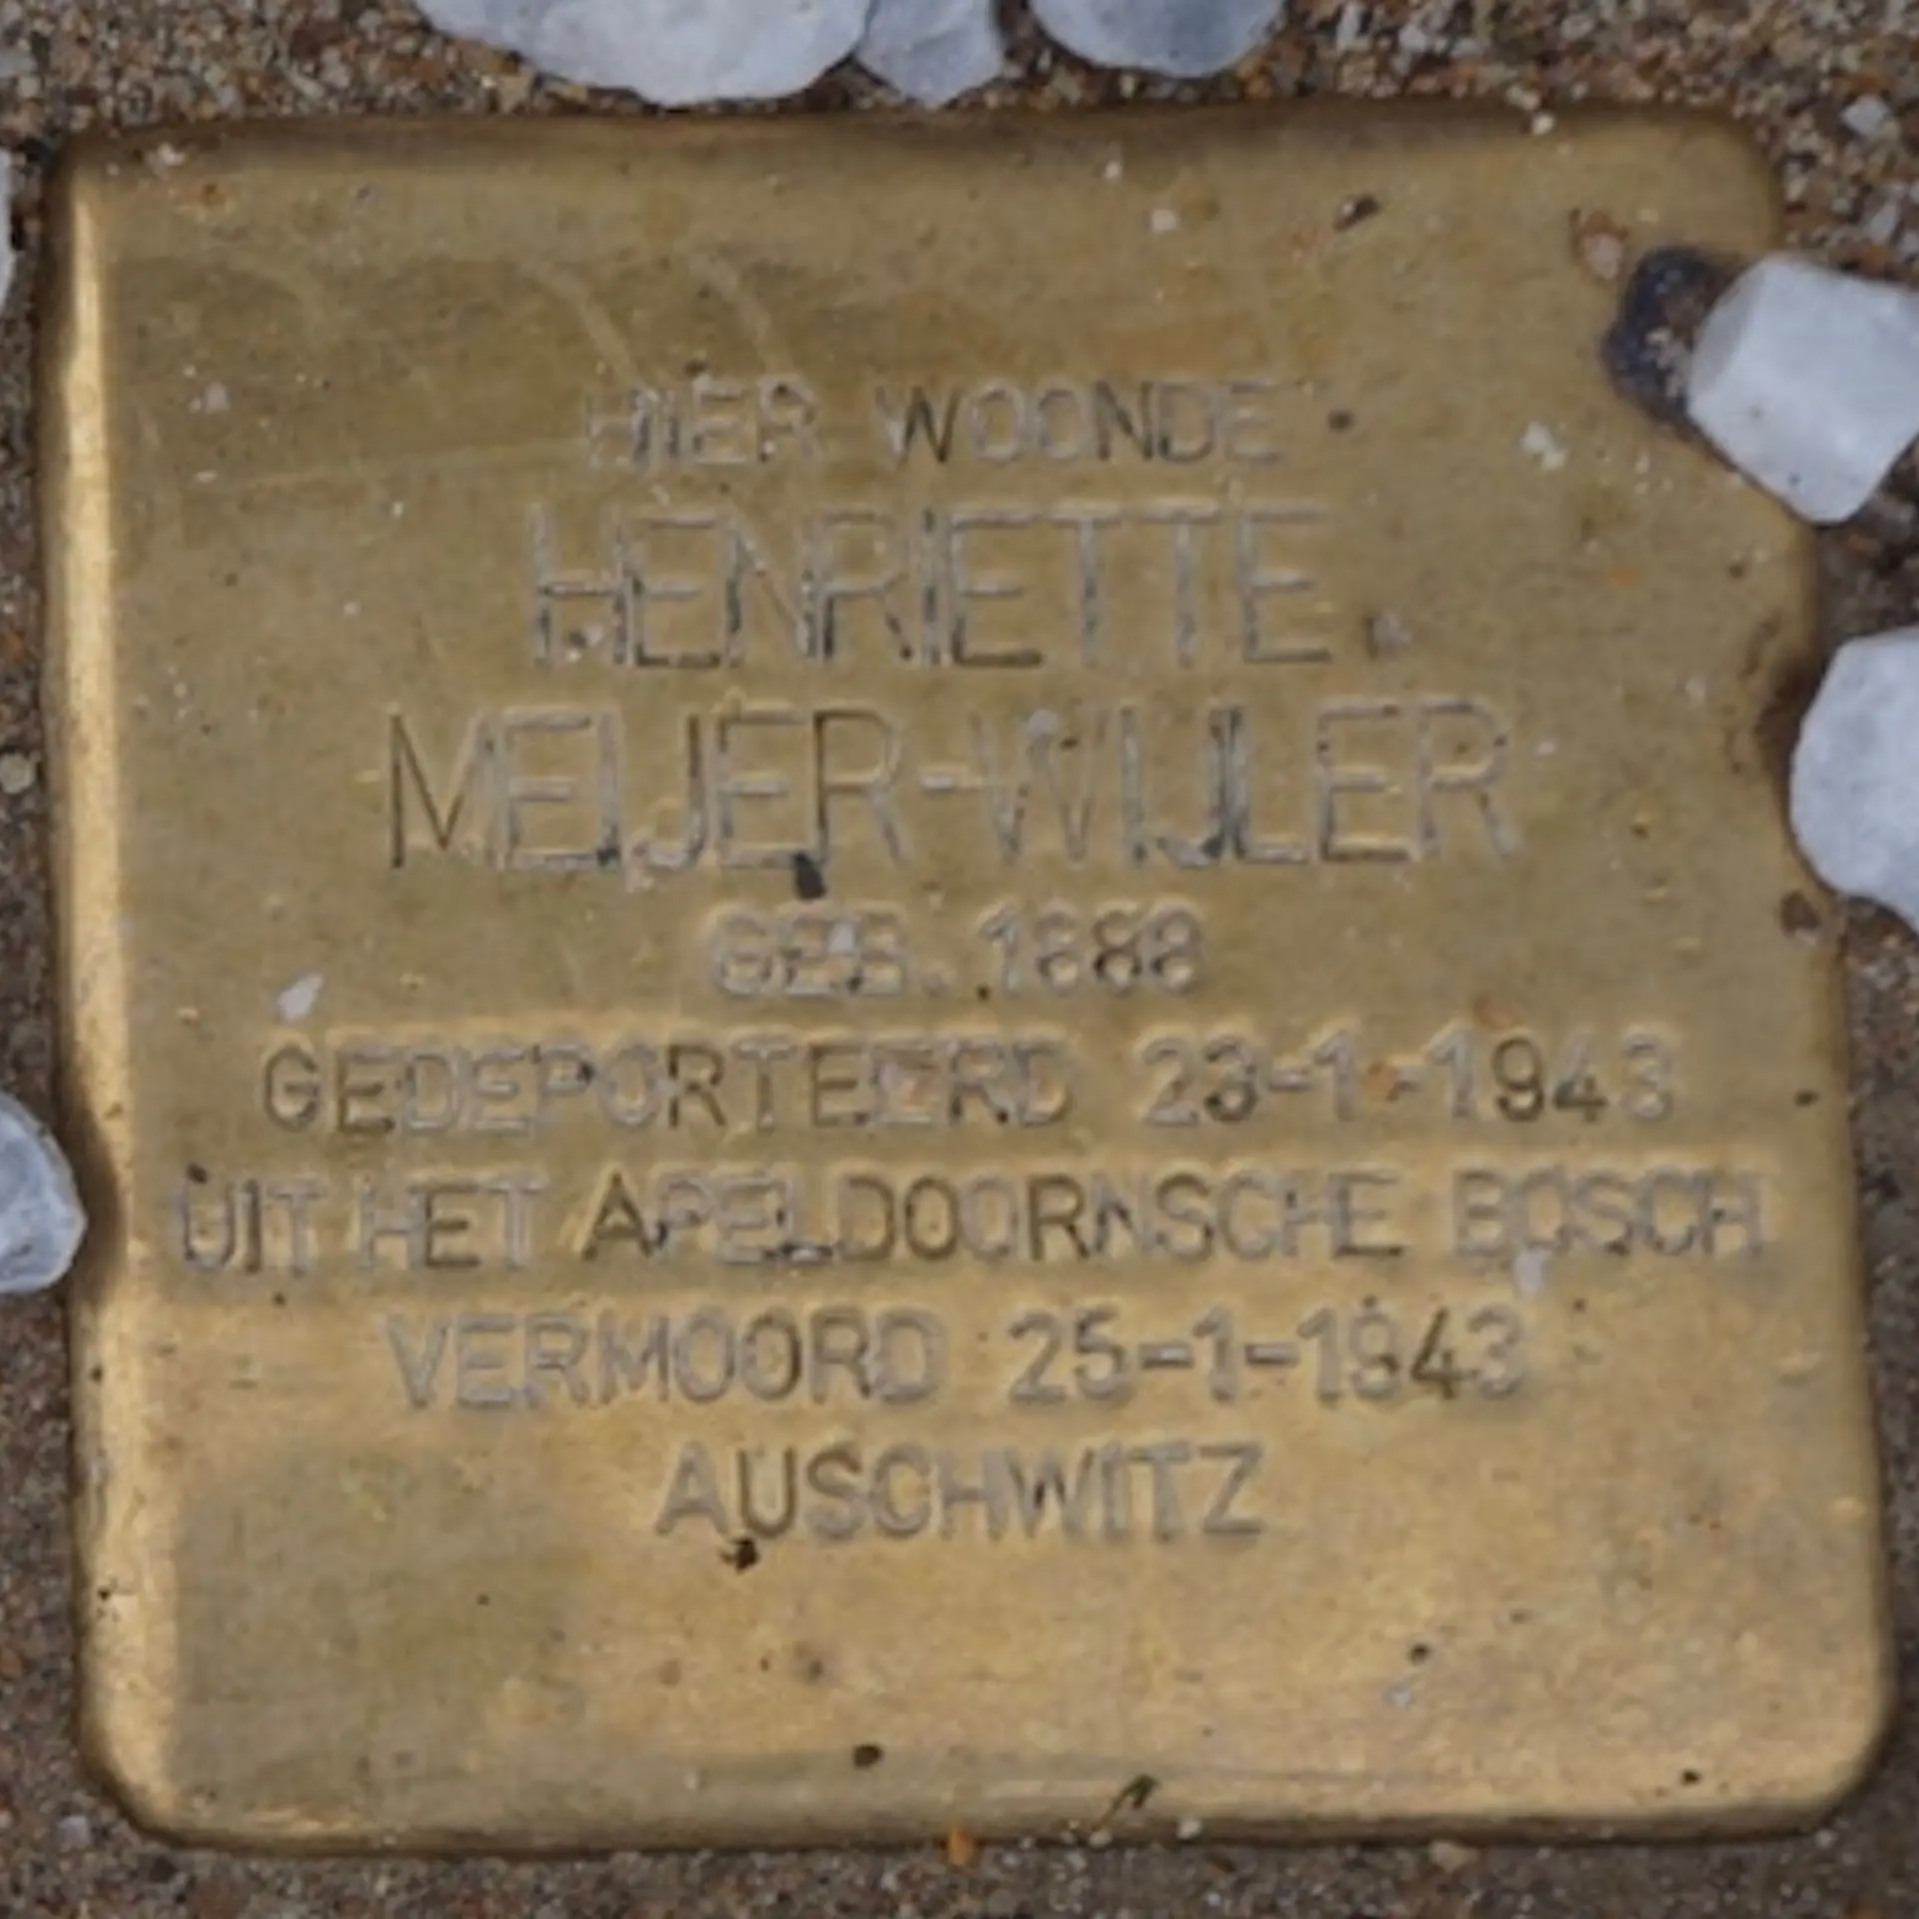 HIER WOONDE
HENRIETTE
MEIJER-WIJLER
GEB. 1888
GEDEPORTEERD 23-1-1943
UIT HET APELDOORNSCHE BOSCH
VERMOORD 25-1-1943
AUSCHWITZ